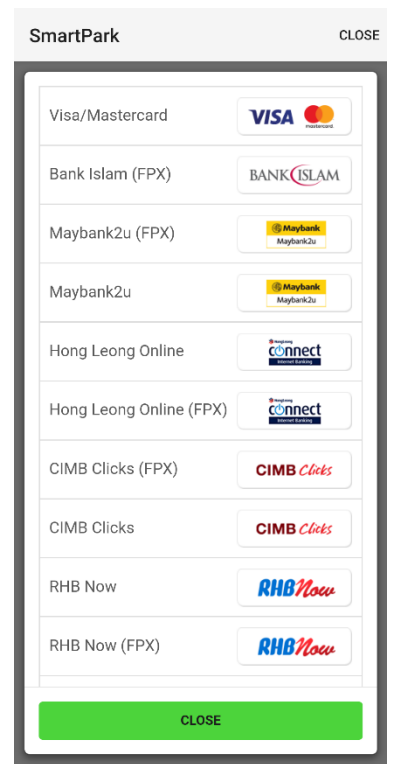 SmartPark CLOSE
Visa/Mastercard VISA mastercard
Bank Islam (FPX) BANK ISLAM
Maybank2u (FPX) Maybank
Maybank2u
Maybank2u Maybank
Maybank2u
Hong Leong Online HongLeong
connect
Internet Banking
Hong Leong Online (FPX) HongLeong
connect
Internet Banking
CIMB Clicks (FPX) CIMB Clicks
CIMB Clicks CIMB Clicks
RHB Now RHB Now
RHB Now (FPX) RHB Now
CLOSE